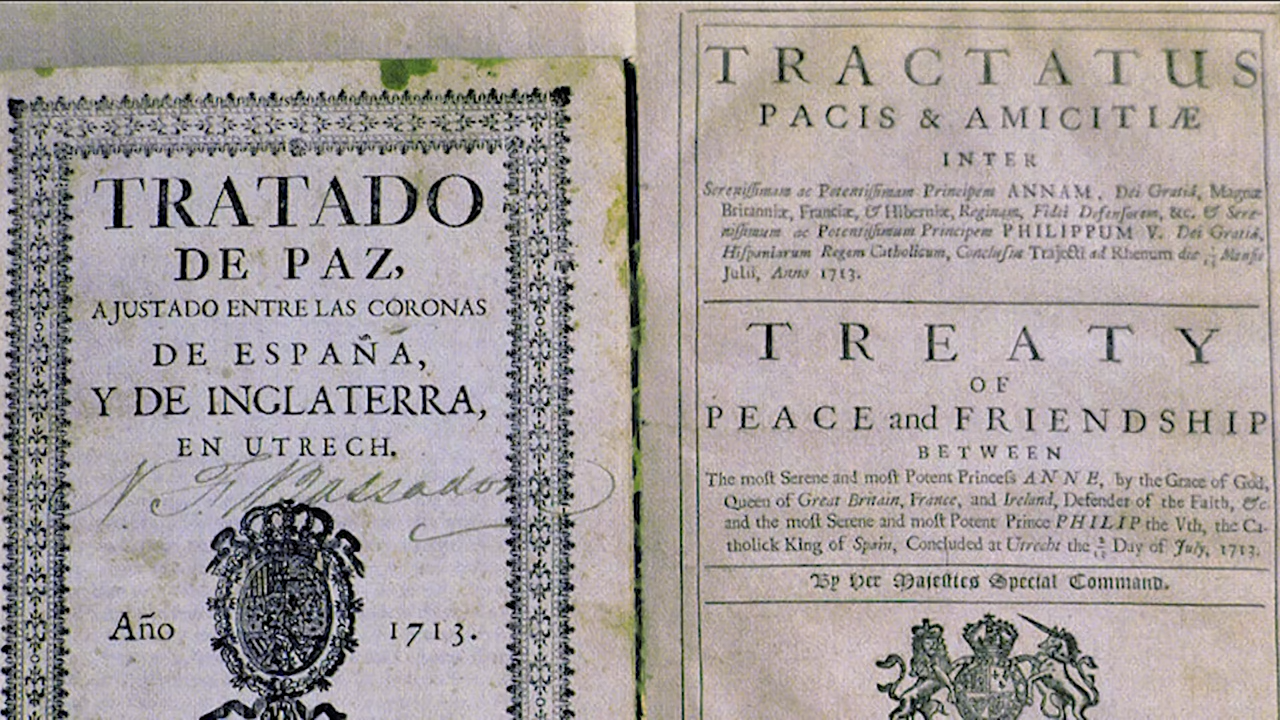 TRATADO
DE PAZ,
AJUSTADO ENTRE LAS CORONAS
DE ESPAÑA,
Y DE INGLATERRA,
EN UTRECH.
Año 1713.
TRACTATUS
PACIS & AMICITIÆ
INTER
Sereniſſimam ac Potentiſſimam Principem ANNAM, Dei Gratiâ, Magnæ
Britanniæ, Franciæ, & Hiberniæ, Reginam, Fidei Defenſorem, &c. & Sere-
niſſimum ac Potentiſſimum Principem PHILIPPUM V. Dei Gratiâ,
Hiſpaniarum Regem Catholicum, Concluſus Trajecti ad Rhenum die Menſis
Julii, Anno 1713.
TREATY
OF
PEACE and FRIENDSHIP
BETWEEN
The moſt Serene and moſt Potent Princeſs ANNE, by the Grace of God,
Queen of Great Britain, France, and Ireland, Defender of the Faith, &c.
and the moſt Serene and moſt Potent Prince PHILIP the Vth, the Ca-
tholick King of Spain, Concluded at Utrecht the Day of July, 1713.
By Her Majeſties Special Command.